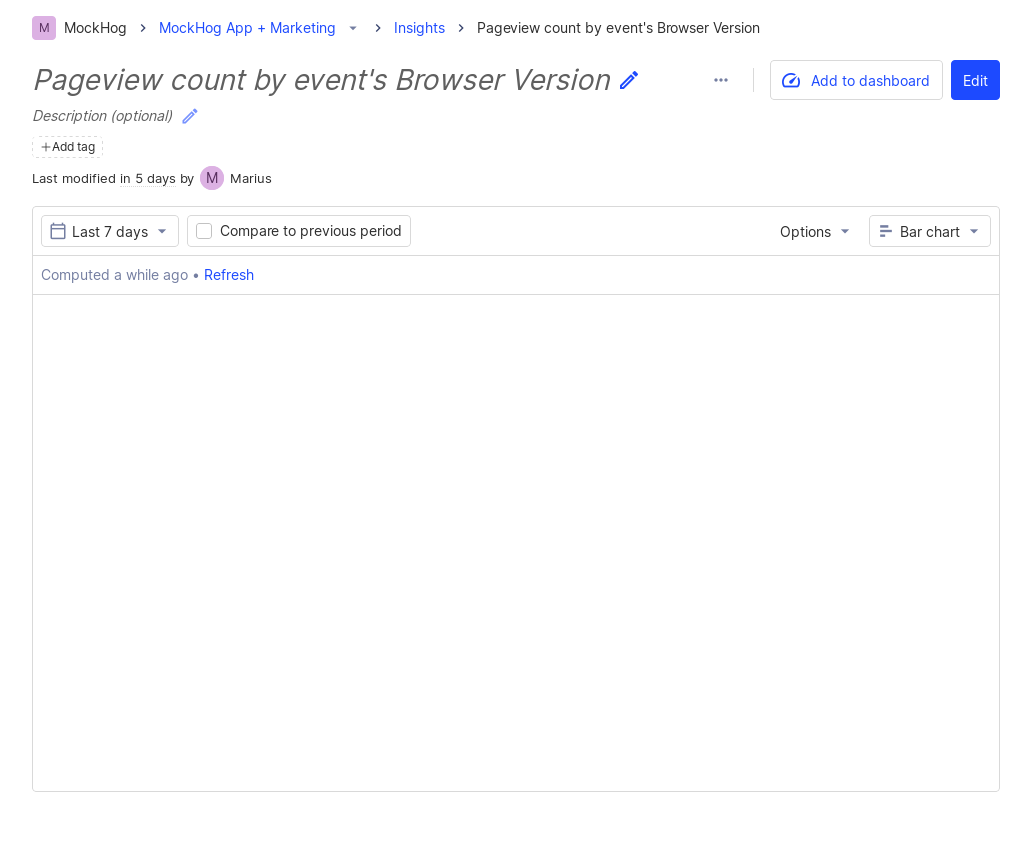 M MockHog MockHog App + Marketing Insights Pageview count by event's Browser Version
Pageview count by event's Browser Version
Add to dashboard Edit
Description (optional)
Add tag
Last modified in 5 days by M Marius
Last 7 days Compare to previous period Options Bar chart
Computed a while ago • Refresh